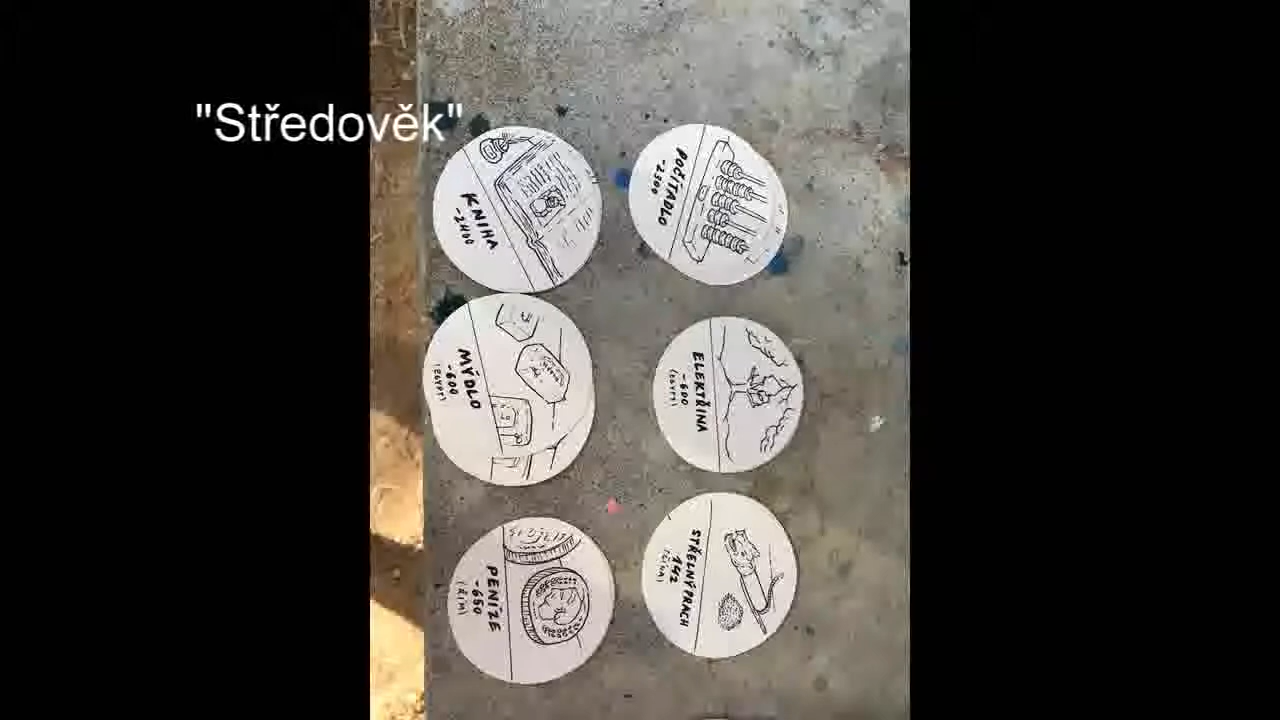 "Středověk"
KNIHA
-2400
POČÍTADLO
-2500
MÝDLO
-600
(EGYPT)
ELEKTŘINA
-600
(EGYPT)
PENÍZE
-650
(ŘÍM)
STŘELNÝ PRACH
142
(ČÍNA)